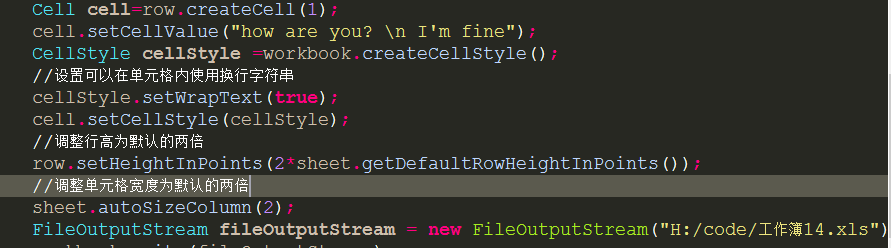 Cell cell=row.createCell(1);
cell.setCellValue("how are you? \n I'm fine");
CellStyle cellStyle =workbook.createCellStyle();
//设置可以在单元格内使用换行字符串
cellStyle.setWrapText(true);
cell.setCellStyle(cellStyle);
//调整行高为默认的两倍
row.setHeightInPoints(2*sheet.getDefaultRowHeightInPoints());
//调整单元格宽度为默认的两倍
sheet.autoSizeColumn(2);
FileOutputStream fileOutputStream = new FileOutputStream("H:/code/工作簿14.xls")